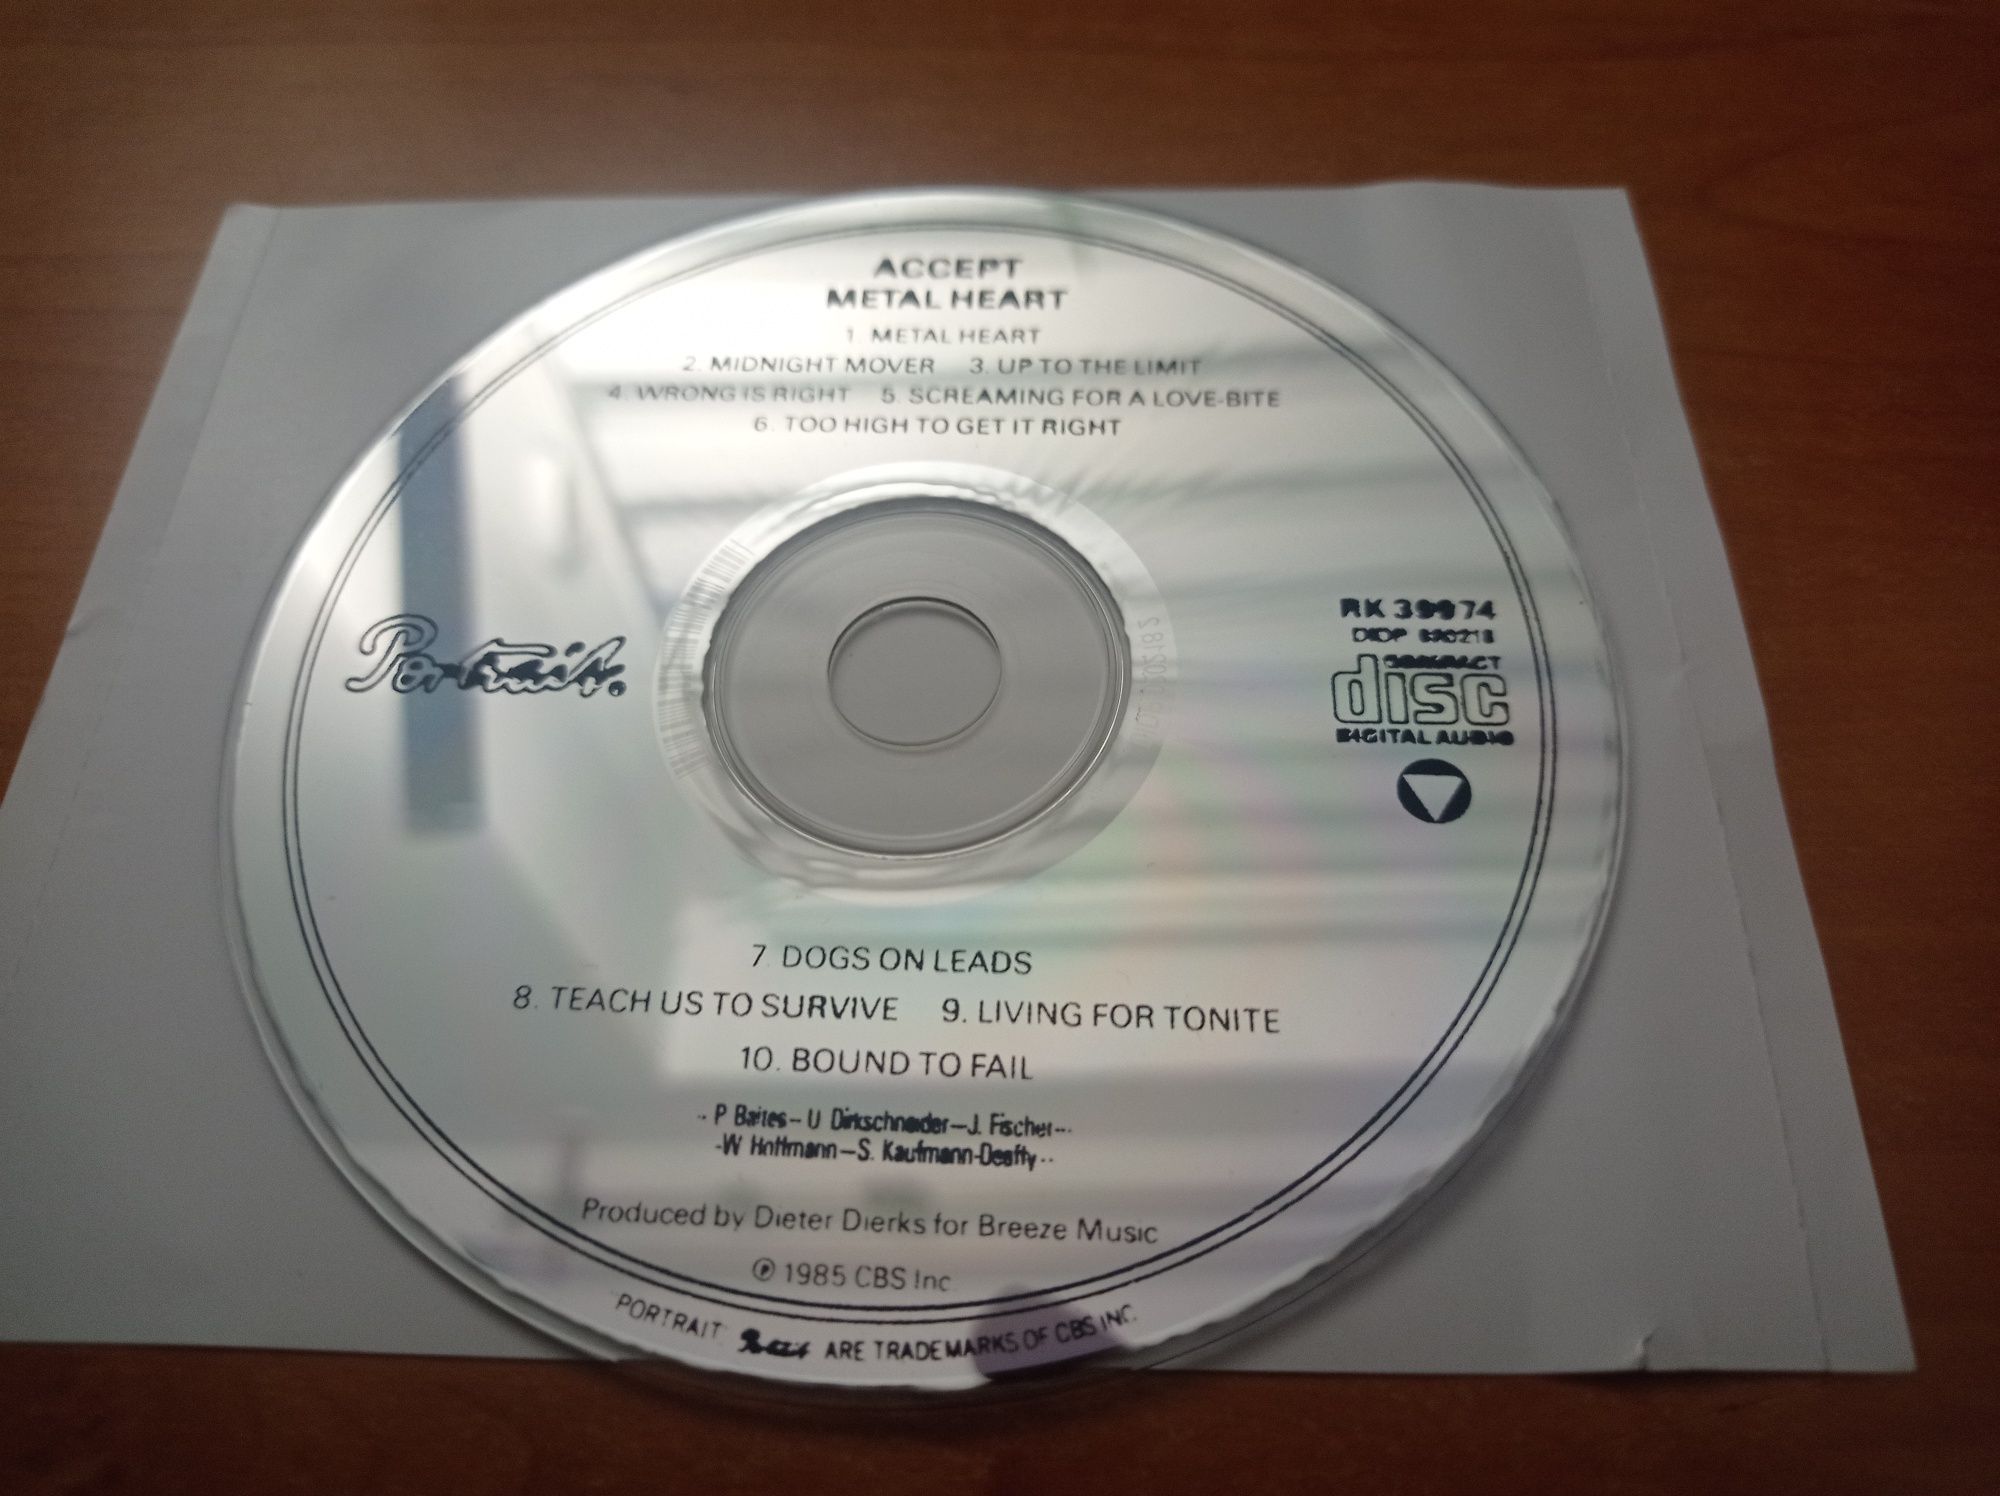 ACCEPT
METAL HEART
1. METAL HEART
2. MIDNIGHT MOVER 3. UP TO THE LIMIT
4. WRONG IS RIGHT 5. SCREAMING FOR A LOVE-BITE
6. TOO HIGH TO GET IT RIGHT
Portrait.
RK 39974
DIDP
COMPACT
disc
DIGITAL AUDIO
7. DOGS ON LEADS
8. TEACH US TO SURVIVE 9. LIVING FOR TONITE
10. BOUND TO FAIL
-- P Baltes – U Dirkschneider – J. Fischer --
-W Hoffmann – S. Kaufmann-Deaffy --
Produced by Dieter Dierks for Breeze Music
℗ 1985 CBS Inc
PORTRAIT, ARE TRADEMARKS OF CBS INC.